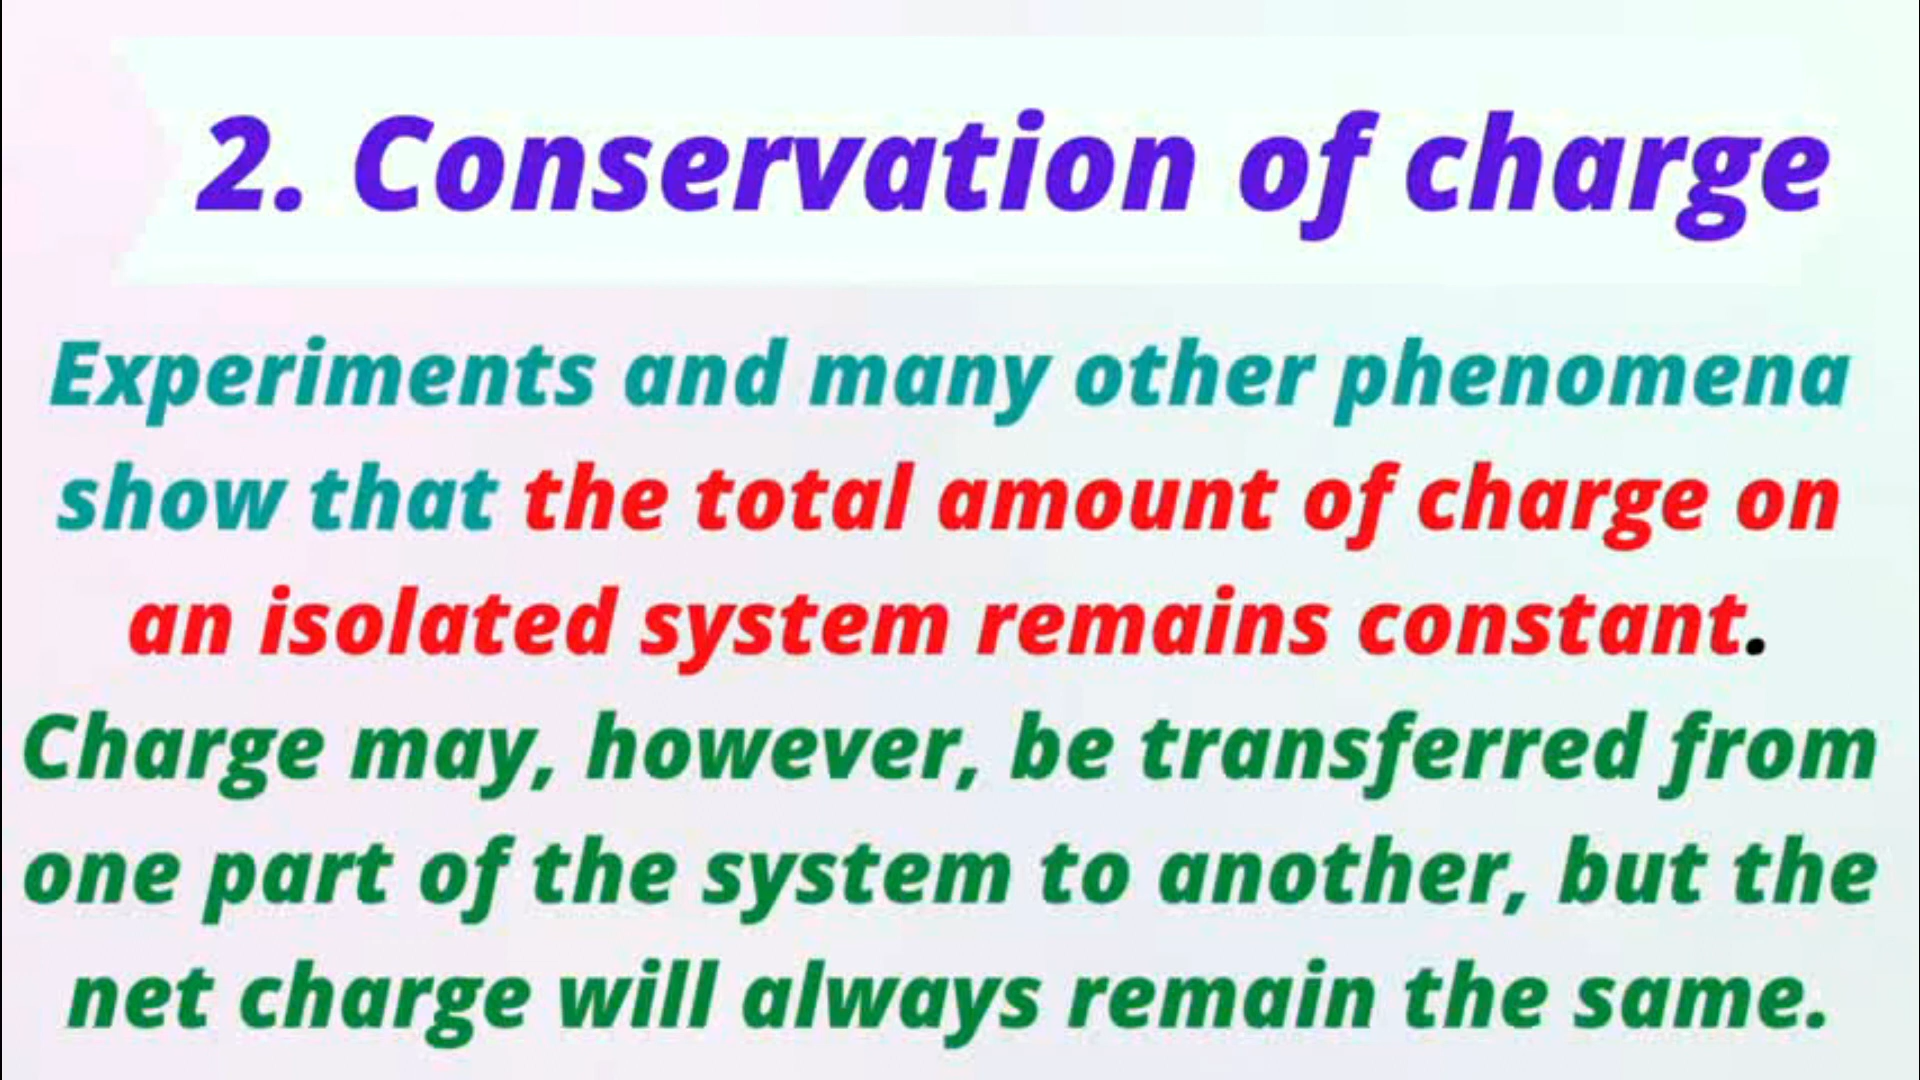 2. Conservation of charge
Experiments and many other phenomena
show that the total amount of charge on
an isolated system remains constant.
Charge may, however, be transferred from
one part of the system to another, but the
net charge will always remain the same.